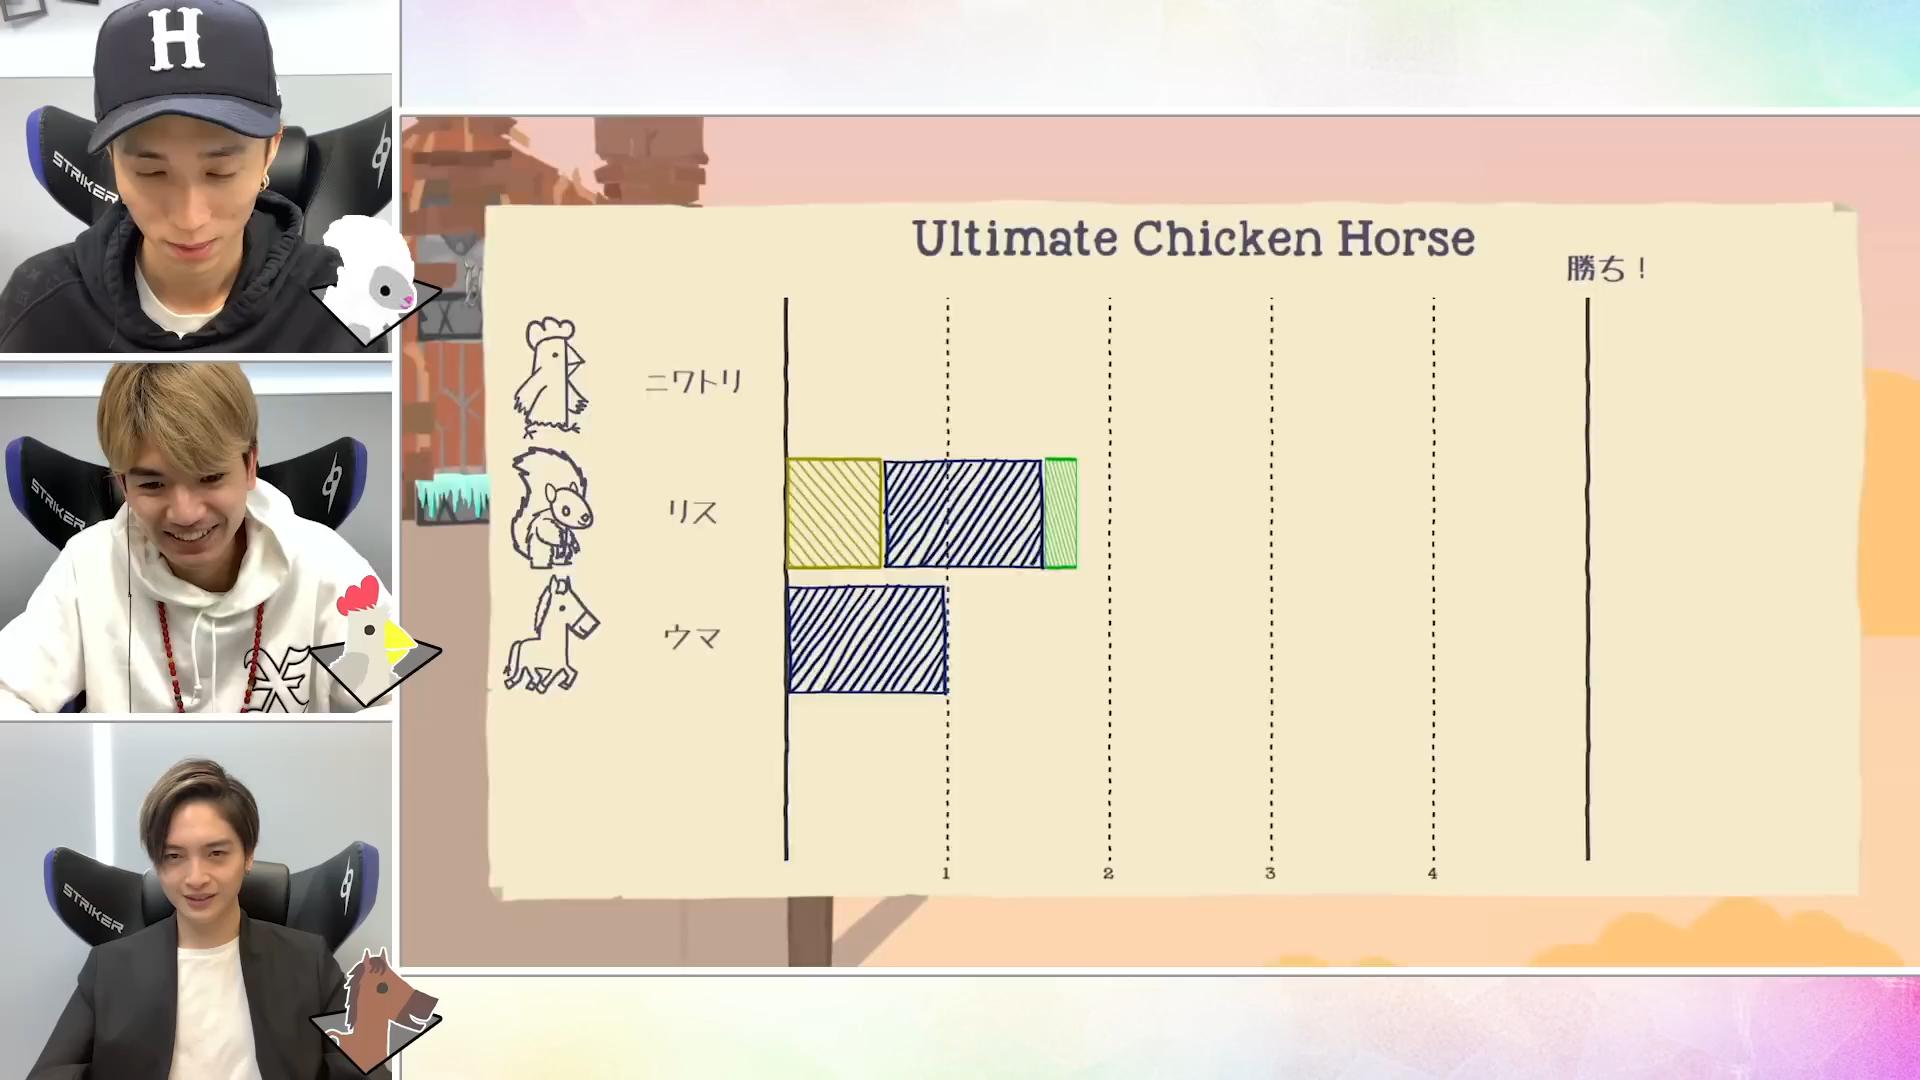 H
STRIKER
Ultimate Chicken Horse
勝ち！
ニワトリ
リス
STRIKER
ウマ
1 2 3 4
STRIKER